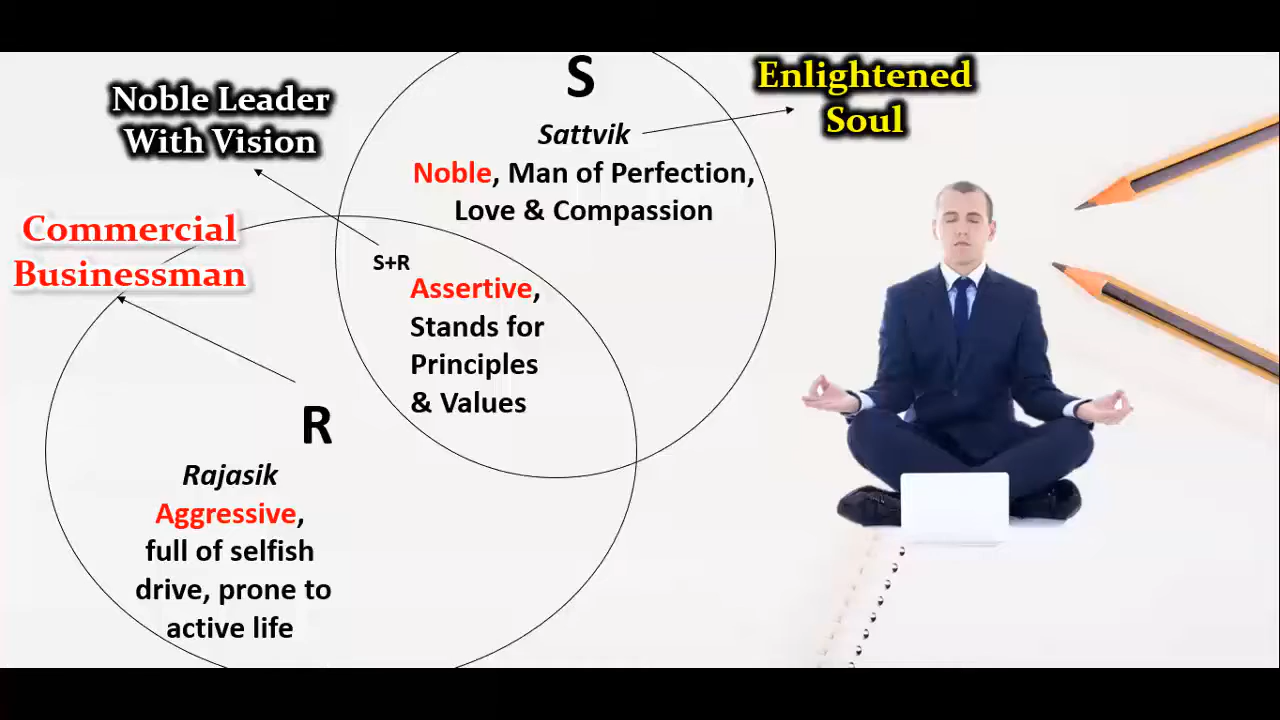 Noble Leader
With Vision
Commercial
Businessman
S
Sattvik
Noble, Man of Perfection,
Love & Compassion
Enlightened
Soul
S+R
Assertive,
Stands for
Principles
& Values
R
Rajasik
Aggressive,
full of selfish
drive, prone to
active life